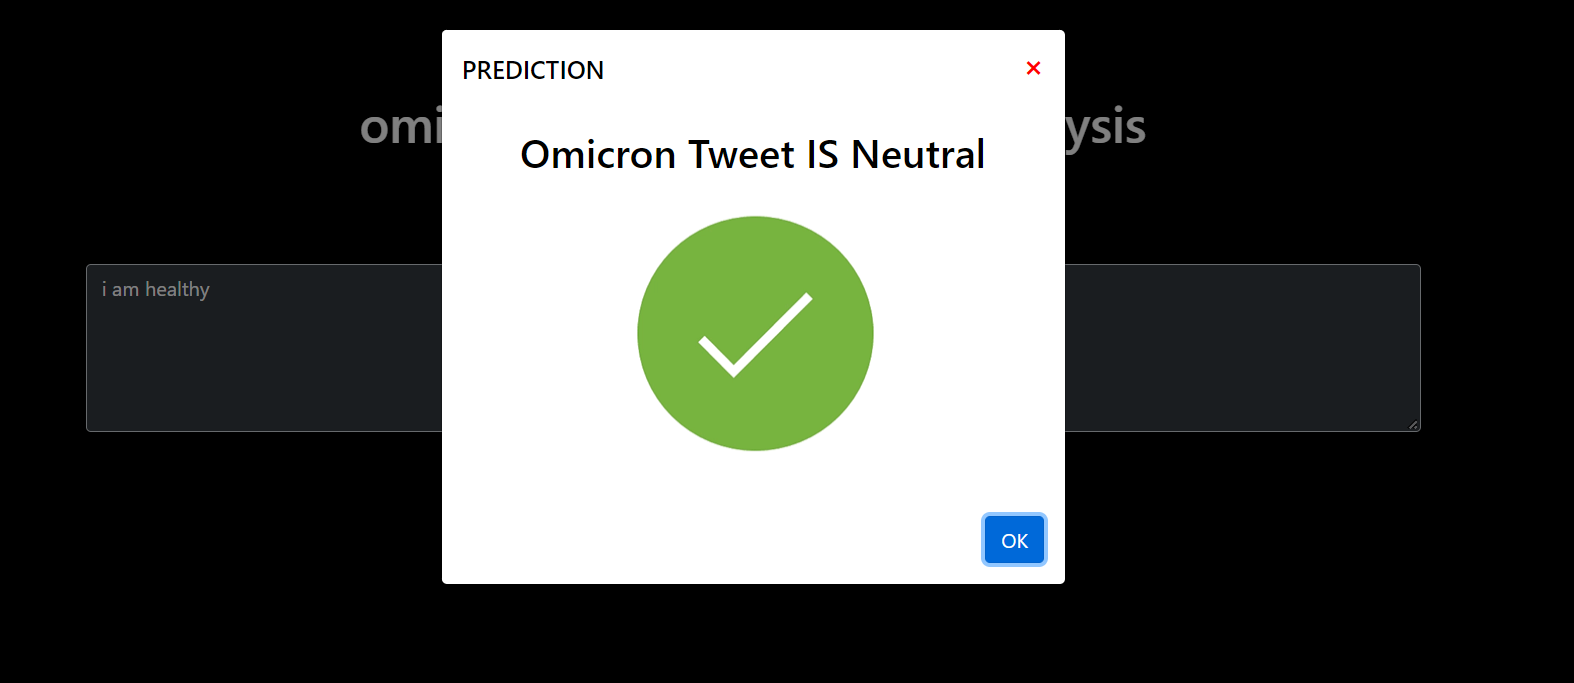 PREDICTION
Omicron Tweet IS Neutral
i am healthy
OK